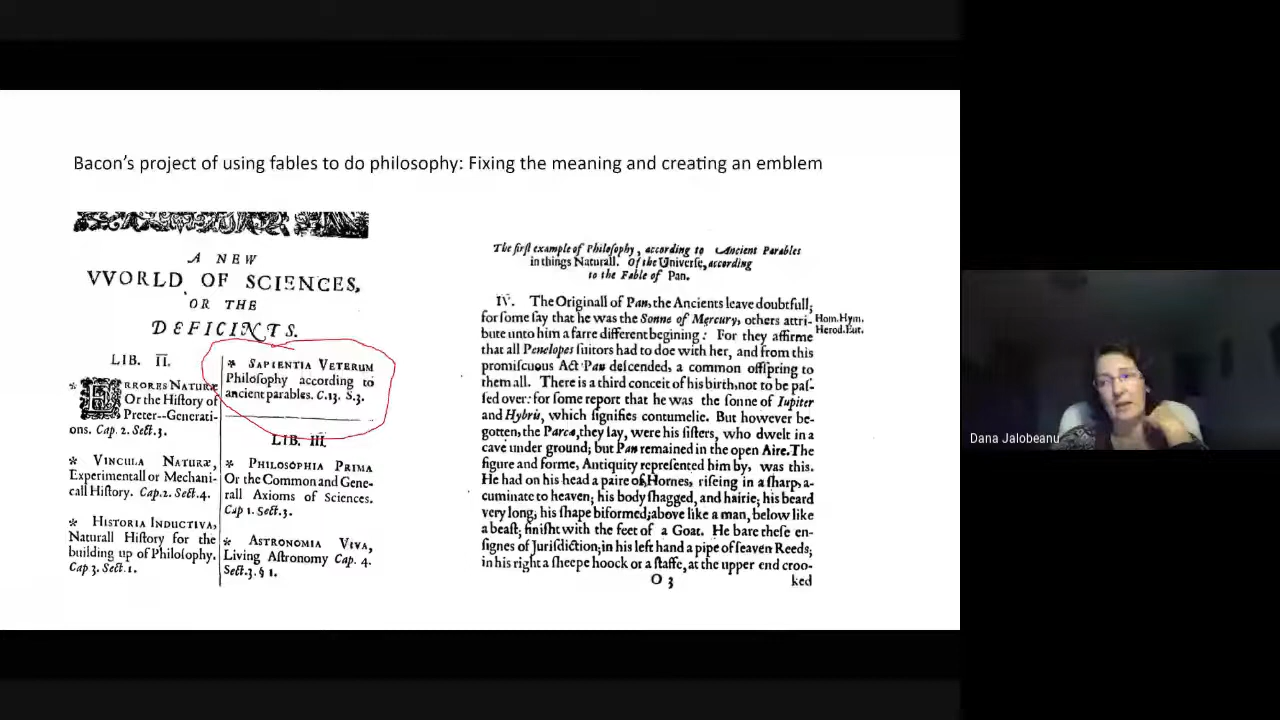 Bacon's project of using fables to do philosophy: Fixing the meaning and creating an emblem
A NEW
VVORLD OF SCIENCES,
OR THE
DEFICIENTS.
LIB. II.
* ERRORES NATURÆ
Or the Hiſtory of
Preter--Generati-
ons. Cap. 2. Sect. 3.
* VINCULA NATURÆ,
Experimentall or Mechani-
call Hiſtory. Cap. 2. Sect. 4.
* HISTORIA INDUCTIVA,
Naturall Hiſtory for the
building up of Philoſophy.
Cap 3. Sect. 1.
* SAPIENTIA VETERUM
Philoſophy according to
ancient parables. C. 13. S. 3.
LIB. III.
* PHILOSOPHIA PRIMA
Or the Common and Gene-
rall Axioms of Sciences.
Cap 1. Sect. 3.
* ASTRONOMIA VIVA,
Living Aſtronomy Cap. 4.
Sect. 3. § 1.
The firſt example of Philoſophy, according to Ancient Parables
in things Naturall. Of the Univerſe, according
to the Fable of Pan.
IV. The Originall of Pan, the Ancients leave doubtfull;
for ſome ſay that he was the Sonne of Mercury, others attri-
bute unto him a farre different begining: For they affirme
that all Penelopes ſuitors had to doe with her, and from this
promiſcuous Act Pan deſcended, a common offſpring to
them all. There is a third conceit of his birth, not to be paſ-
ſed over: for ſome report that he was the ſonne of Iupiter
and Hybris, which ſignifies contumelie. But however be-
gotten, the Parcæ, they ſay, were his ſiſters, who dwelt in a
cave under ground; but Pan remained in the open Aire. The
figure and forme, Antiquity repreſented him by, was this.
He had on his head a paire of Hornes, riſeing in a ſharp, a-
cuminate to heaven; his body ſhagged, and hairie; his beard
very long; his ſhape biformed; above like a man, below like
a beaſt; finiſht with the feet of a Goat. He bare theſe en-
ſignes of Jurisdiction; in his left hand a pipe of ſeaven Reeds;
in his right a ſheepe hoock or a ſtaffe, at the upper end croo-
O 3 ked
Hom. Hym.
Herod. Eut.
Dana Jalobeanu